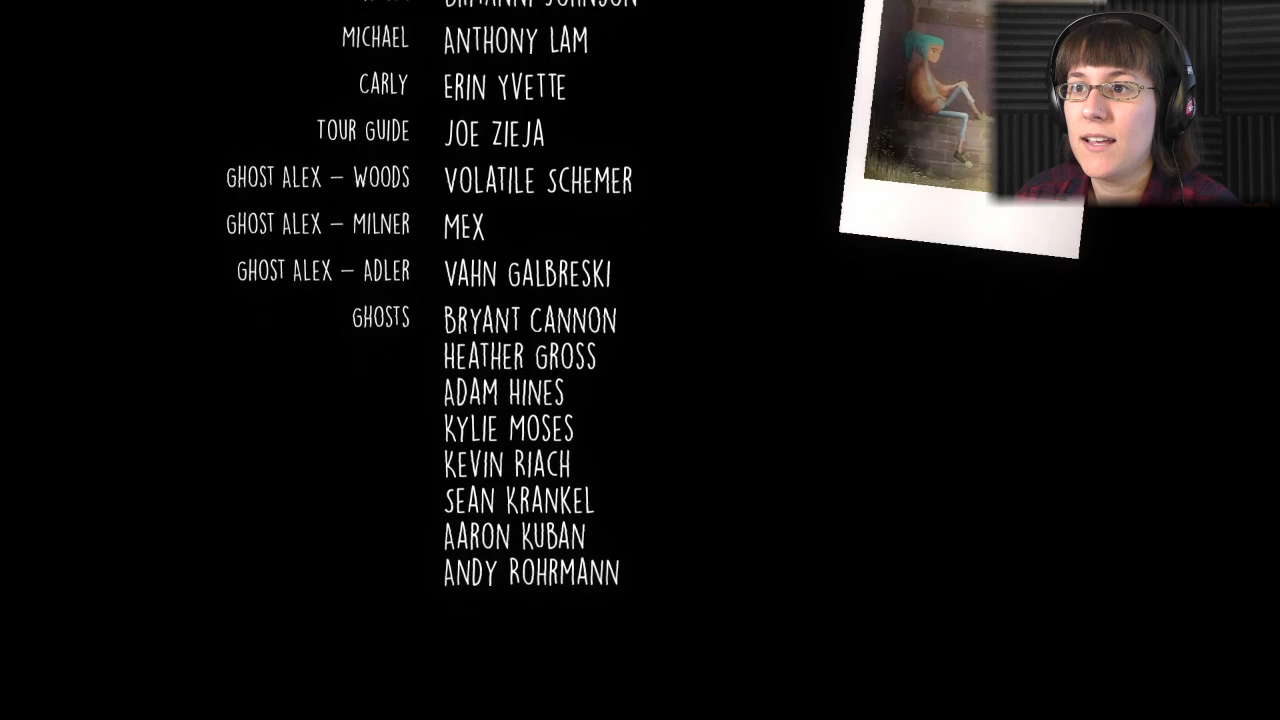 MICHAEL ANTHONY LAM
CARLY ERIN YVETTE
TOUR GUIDE JOE ZIEJA
GHOST ALEX – WOODS VOLATILE SCHEMER
GHOST ALEX – MILNER MEX
GHOST ALEX – ADLER VAHN GALBRESKI
GHOSTS BRYANT CANNON
HEATHER GROSS
ADAM HINES
KYLIE MOSES
KEVIN RIACH
SEAN KRANKEL
AARON KUBAN
ANDY ROHRMANN